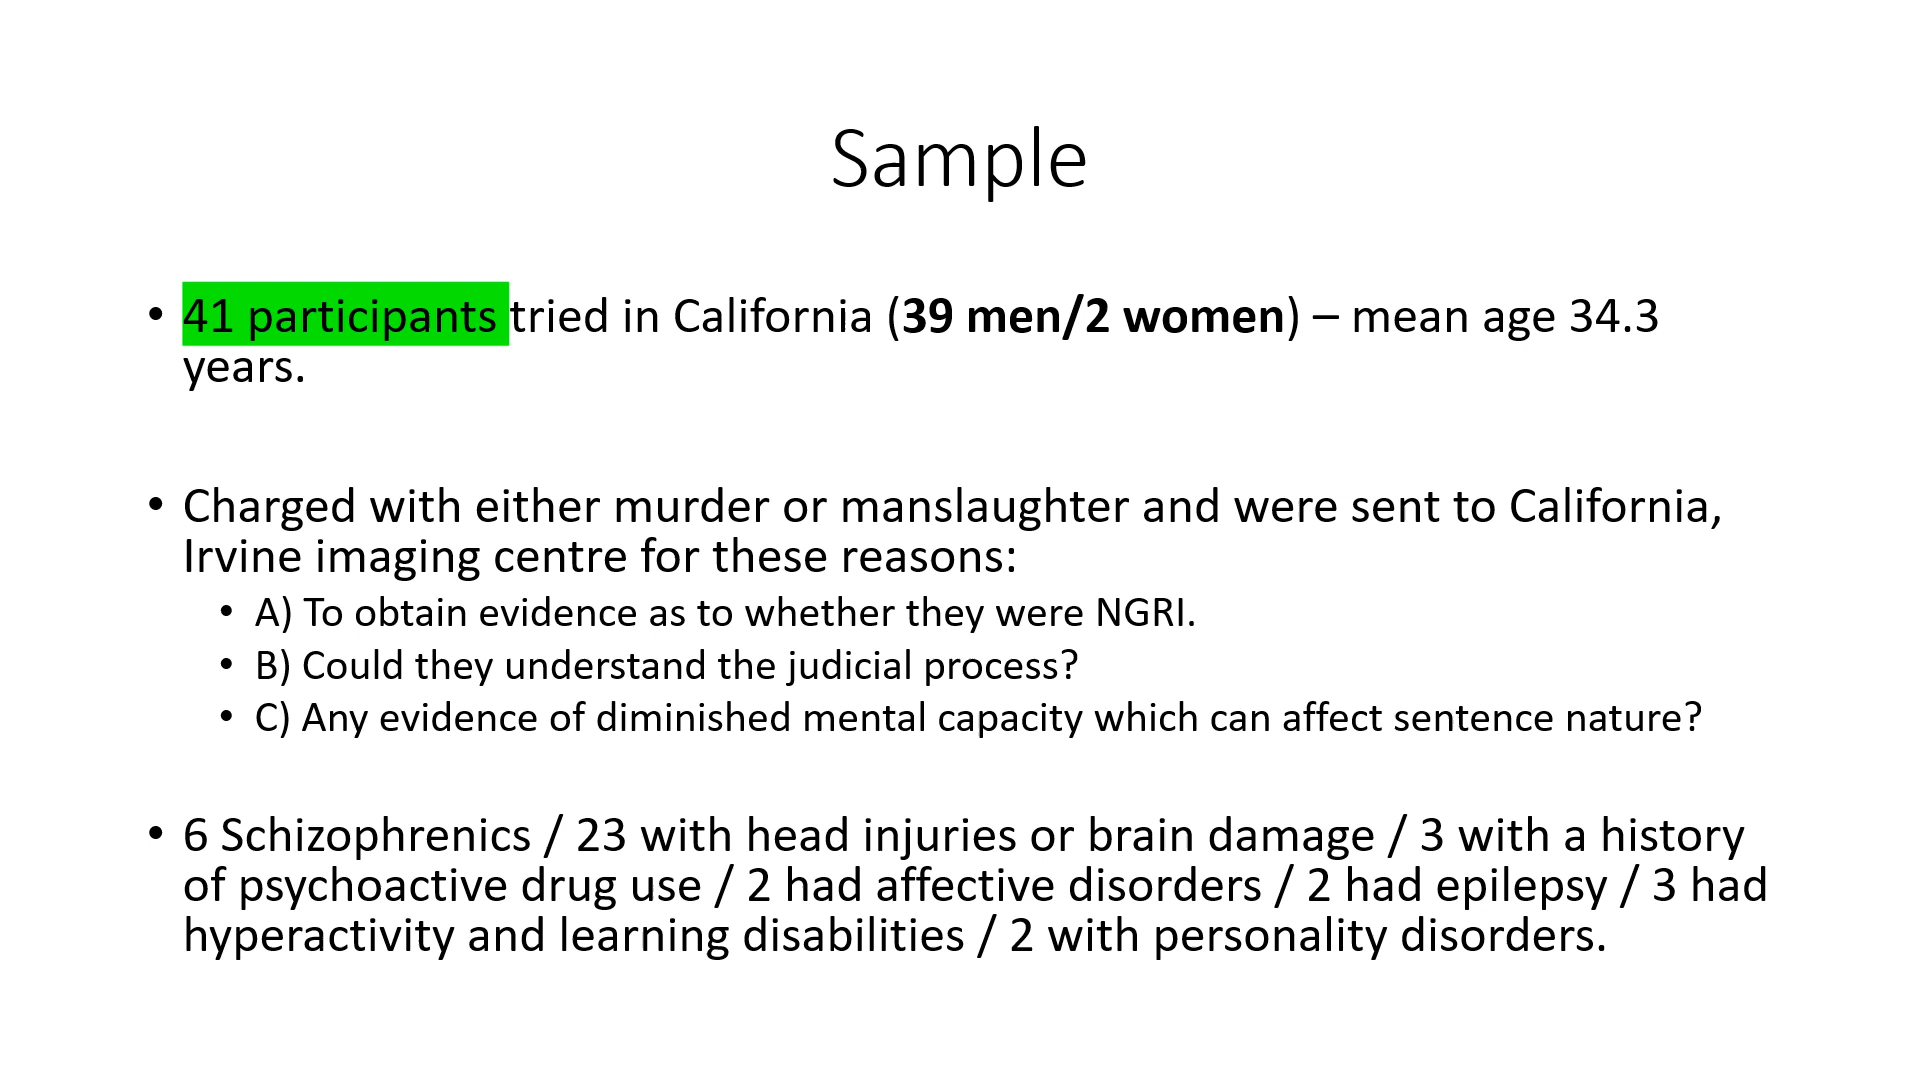 Sample
• 41 participants tried in California (39 men/2 women) – mean age 34.3
years.
• Charged with either murder or manslaughter and were sent to California,
Irvine imaging centre for these reasons:
• A) To obtain evidence as to whether they were NGRI.
• B) Could they understand the judicial process?
• C) Any evidence of diminished mental capacity which can affect sentence nature?
• 6 Schizophrenics / 23 with head injuries or brain damage / 3 with a history
of psychoactive drug use / 2 had affective disorders / 2 had epilepsy / 3 had
hyperactivity and learning disabilities / 2 with personality disorders.